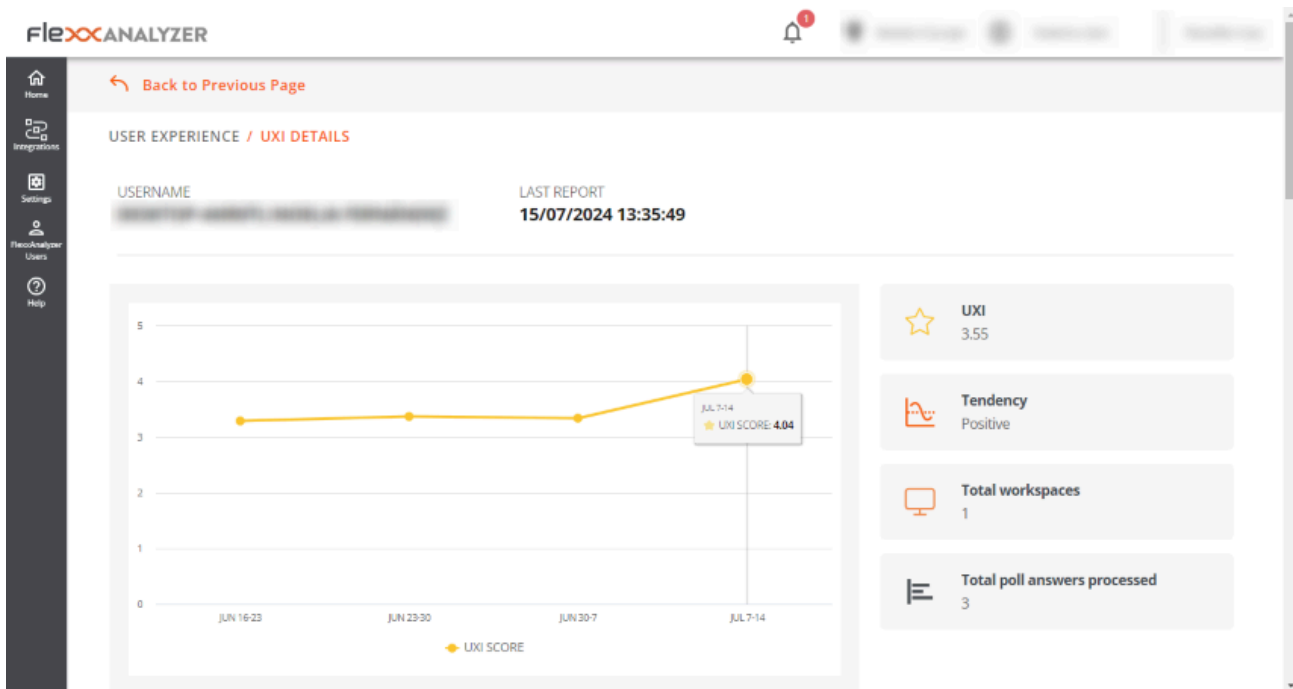 FlexxANALYZER
1
Home
Integrations
Settings
FlexxAnalyzer
Users
Help
Back to Previous Page
USER EXPERIENCE / UXI DETAILS
USERNAME
LAST REPORT
15/07/2024 13:35:49
5
4
3
2
1
0
JUN 16-23
JUN 23-30
JUN 30-7
JUL 7-14
JUL 7-14
UXI SCORE: 4.04
UXI SCORE
UXI
3.55
Tendency
Positive
Total workspaces
1
Total poll answers processed
3